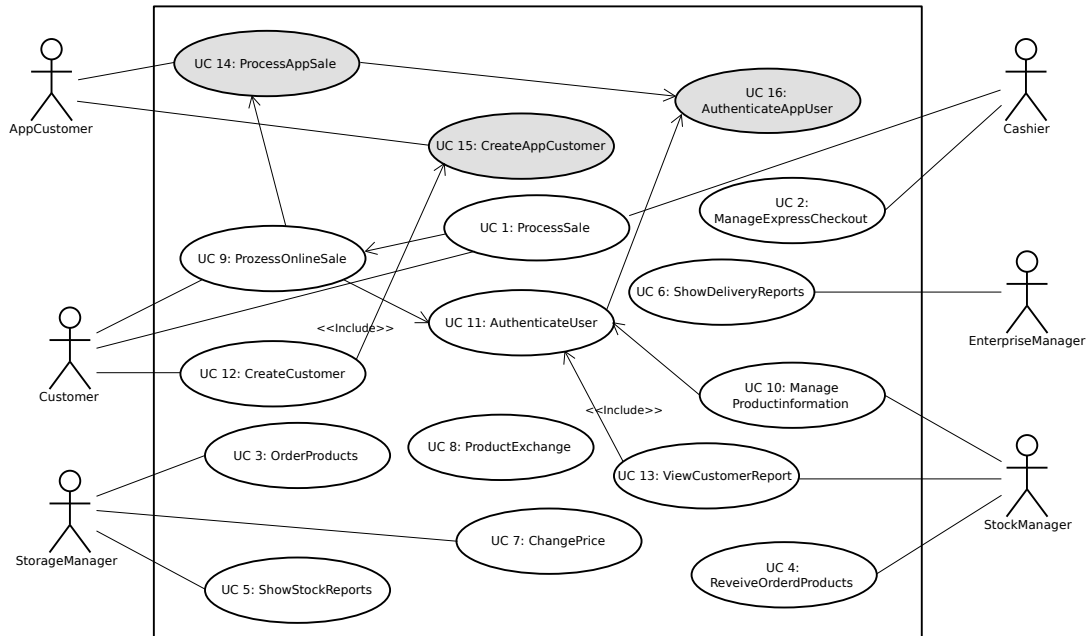 UC 14: ProcessAppSale
UC 16:
AuthenticateAppUser
AppCustomer
Cashier
UC 15: CreateAppCustomer
UC 2:
ManageExpressCheckout
UC 1: ProcessSale
UC 9: ProzessOnlineSale
UC 6: ShowDeliveryReports
<<Include>>
UC 11: AuthenticateUser
EnterpriseManager
UC 12: CreateCustomer
Customer
UC 10: Manage
Productinformation
<<Include>>
UC 8: ProductExchange
UC 3: OrderProducts
UC 13: ViewCustomerReport
StockManager
UC 7: ChangePrice
StorageManager
UC 5: ShowStockReports
UC 4:
ReveiveOrderdProducts